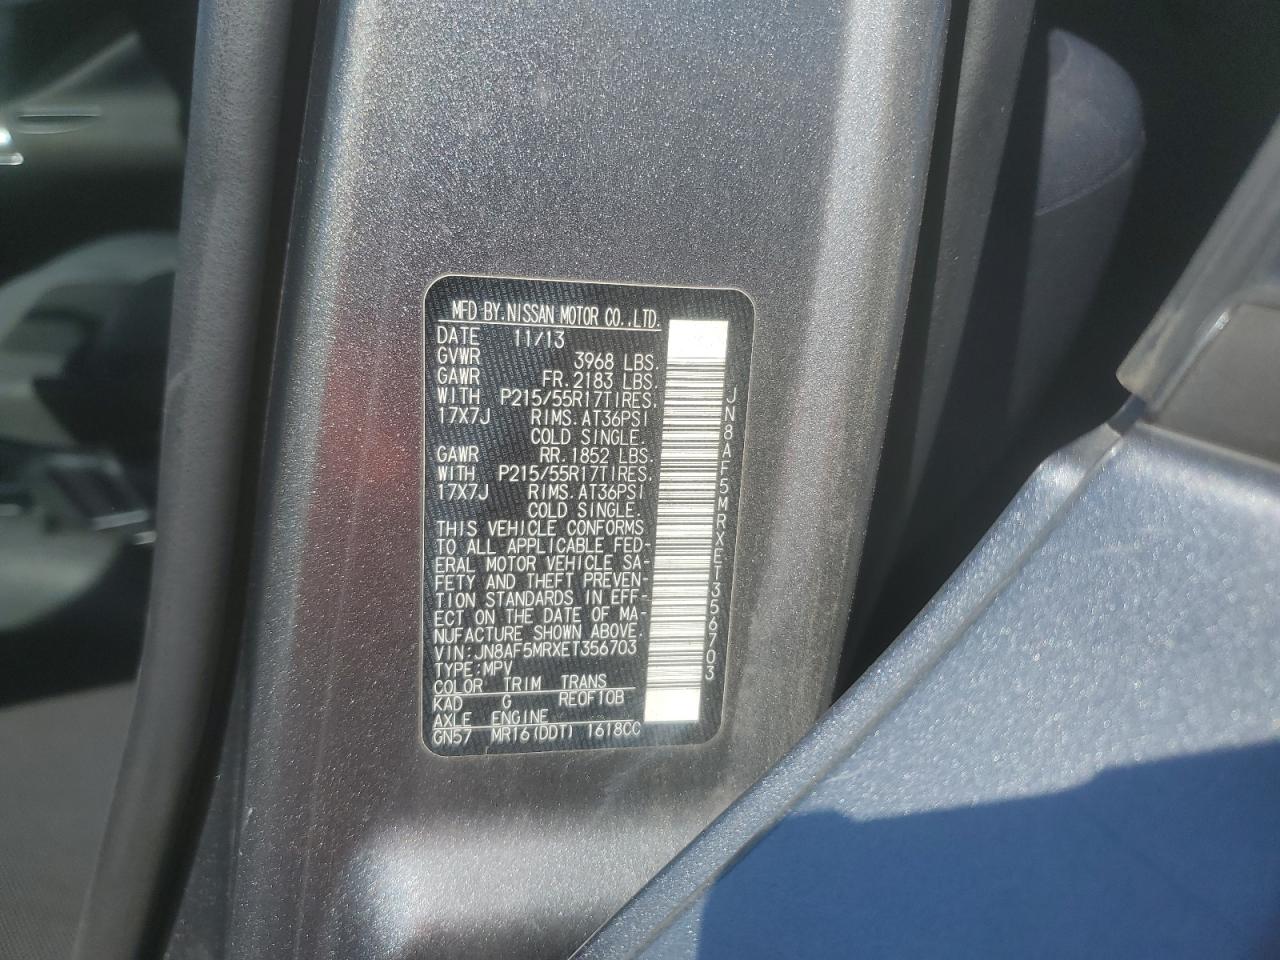 MFD BY.NISSAN MOTOR CO.,LTD.
DATE 11/13
GVWR 3968 LBS.
GAWR FR.2183 LBS.
WITH P215/55R17TIRES.
17X7J RIMS.AT36PSI
COLD SINGLE.
GAWR RR.1852 LBS.
WITH P215/55R17TIRES.
17X7J RIMS.AT36PSI
COLD SINGLE.
THIS VEHICLE CONFORMS
TO ALL APPLICABLE FED-
ERAL MOTOR VEHICLE SA-
FETY AND THEFT PREVEN-
TION STANDARDS IN EFF-
ECT ON THE DATE OF MA-
NUFACTURE SHOWN ABOVE.
VIN:JN8AF5MRXET356703
TYPE:MPV
COLOR TRIM TRANS
KAD G RE0F10B
AXLE ENGINE
GN57 MR16(DDT) 1618CC
JN8AF5MRXET356703